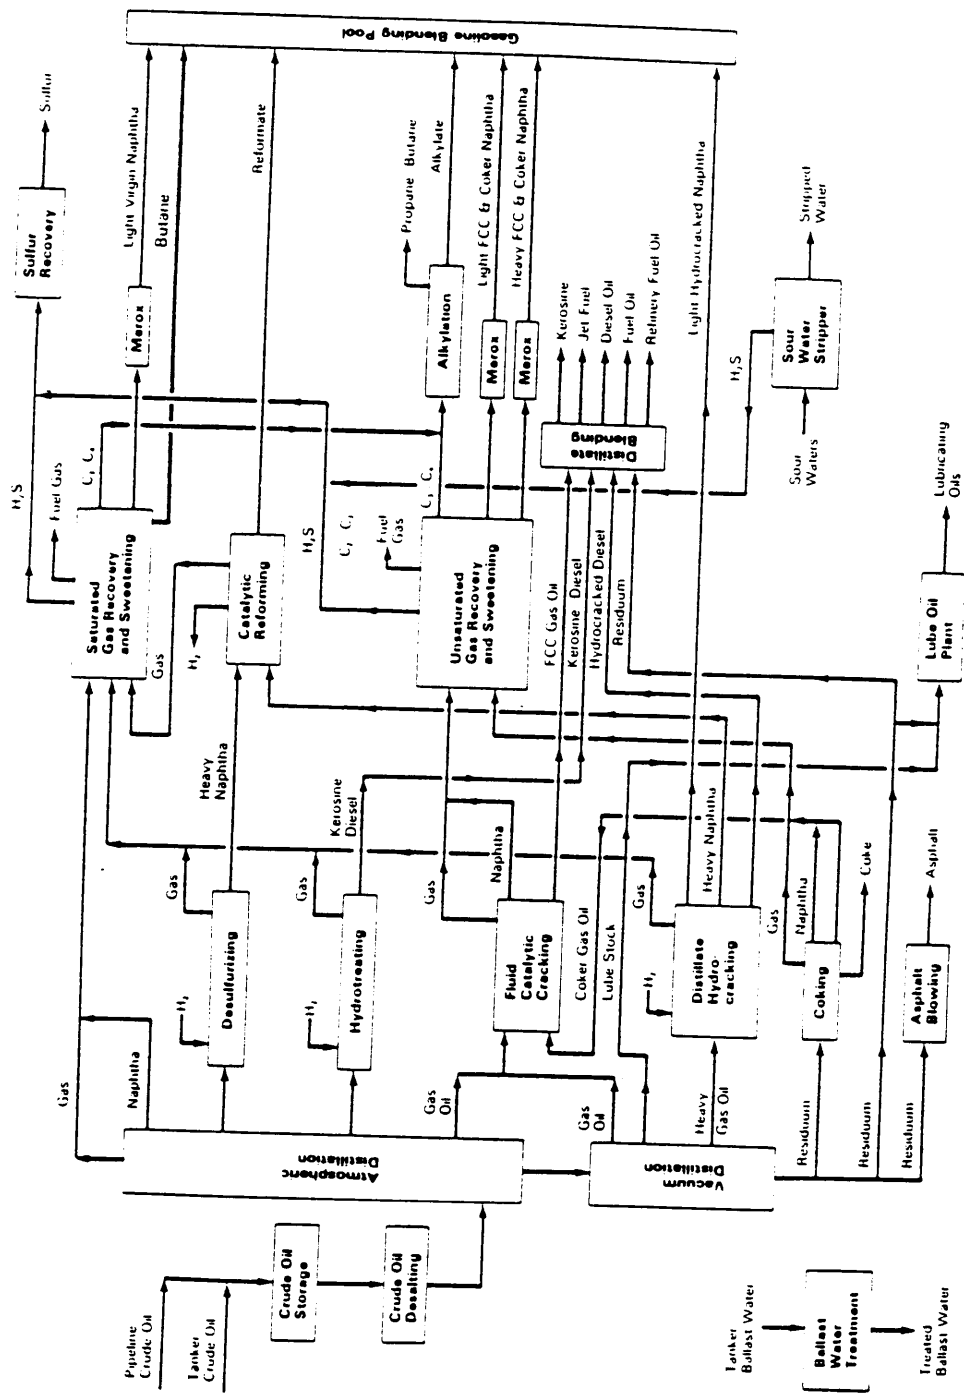 Pipeline
Crude Oil
Tanker
Crude Oil
Crude Oil
Storage
Crude Oil
Desalting
Tanker
Ballast Water
Ballast
Water
Treatment
Treated
Ballast Water
Atmospheric
Distillation
Vacuum
Distillation
Gas
Naphtha
Gas
Oil
Gas
Oil
Heavy
Gas Oil
Residuum
Residuum
Residuum
H₂
Desulfurizing
Gas
H₂
Hydrotreating
Gas
Kerosine
Diesel
Heavy
Naphtha
Gas
Naphtha
Fluid
Catalytic
Cracking
Coker Gas Oil
Lube Stock
H₂
Distillate
Hydro-
cracking
Gas
Heavy Naphtha
Gas
Naphtha
Coking
Coke
Asphalt
Blowing
Asphalt
H₂S
Fuel Gas
Saturated
Gas Recovery
and Sweetening
Gas
H₂
Catalytic
Reforming
H₂S
Fuel
Gas
Unsaturated
Gas Recovery
and Sweetening
FCC Gas Oil
Kerosine Diesel
Hydrocracked Diesel
Residuum
Lube Oil
Plant
Lubricating
Oils
Sulfur
Recovery
Sulfur
Merox
Light Virgin Naphtha
Butane
Reformate
Alkylation
Propane Butane
Alkylate
Merox
Light FCC & Coker Naphtha
Merox
Heavy FCC & Coker Naphtha
Distillate
Blending
Kerosine
Jet Fuel
Diesel Oil
Fuel Oil
Refinery Fuel Oil
Light Hydrocracked Naphtha
H₂S
Sour
Waters
Sour
Water
Stripper
Stripped
Water
Gasoline Blending
Pool